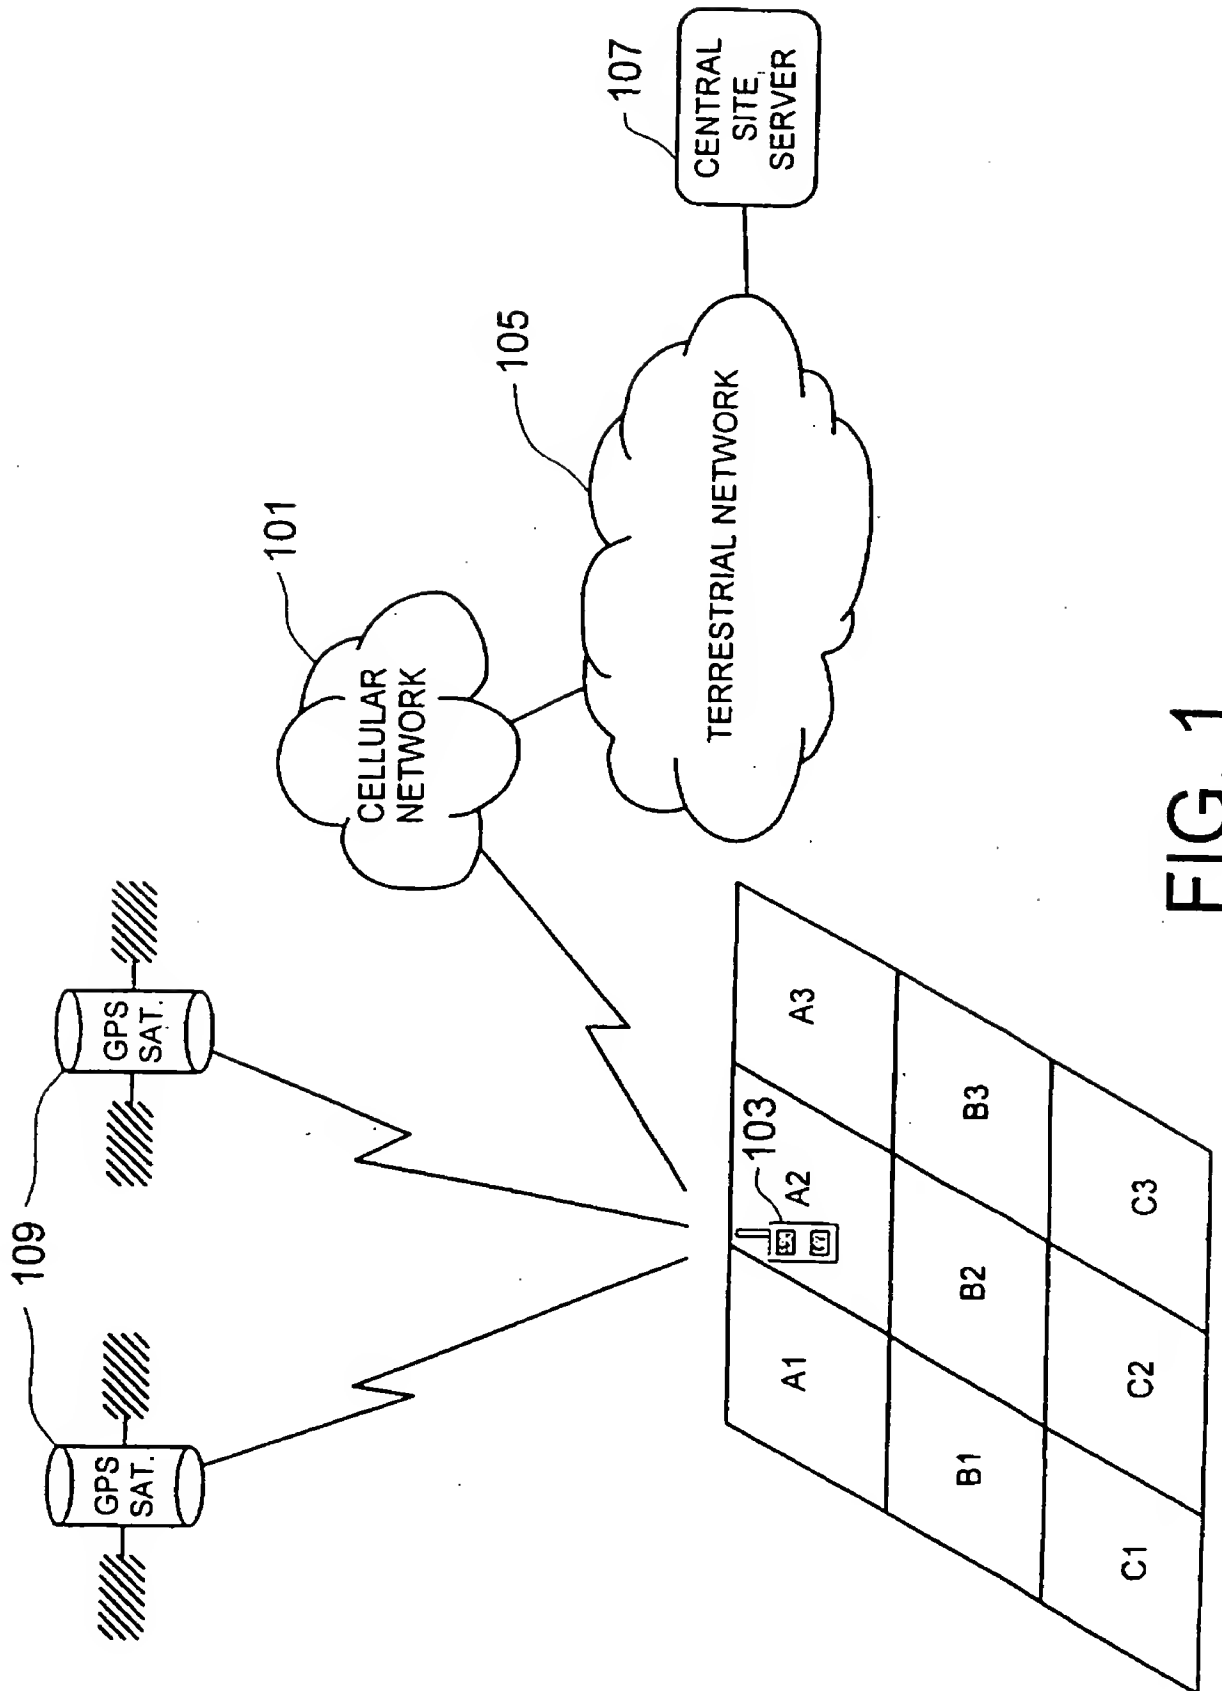 109
GPS
SAT.
GPS
SAT.
101
CELLULAR
NETWORK
105
TERRESTRIAL NETWORK
107
CENTRAL
SITE
SERVER
103
A1
A2
A3
B1
B2
B3
C1
C2
C3
FIG. 1